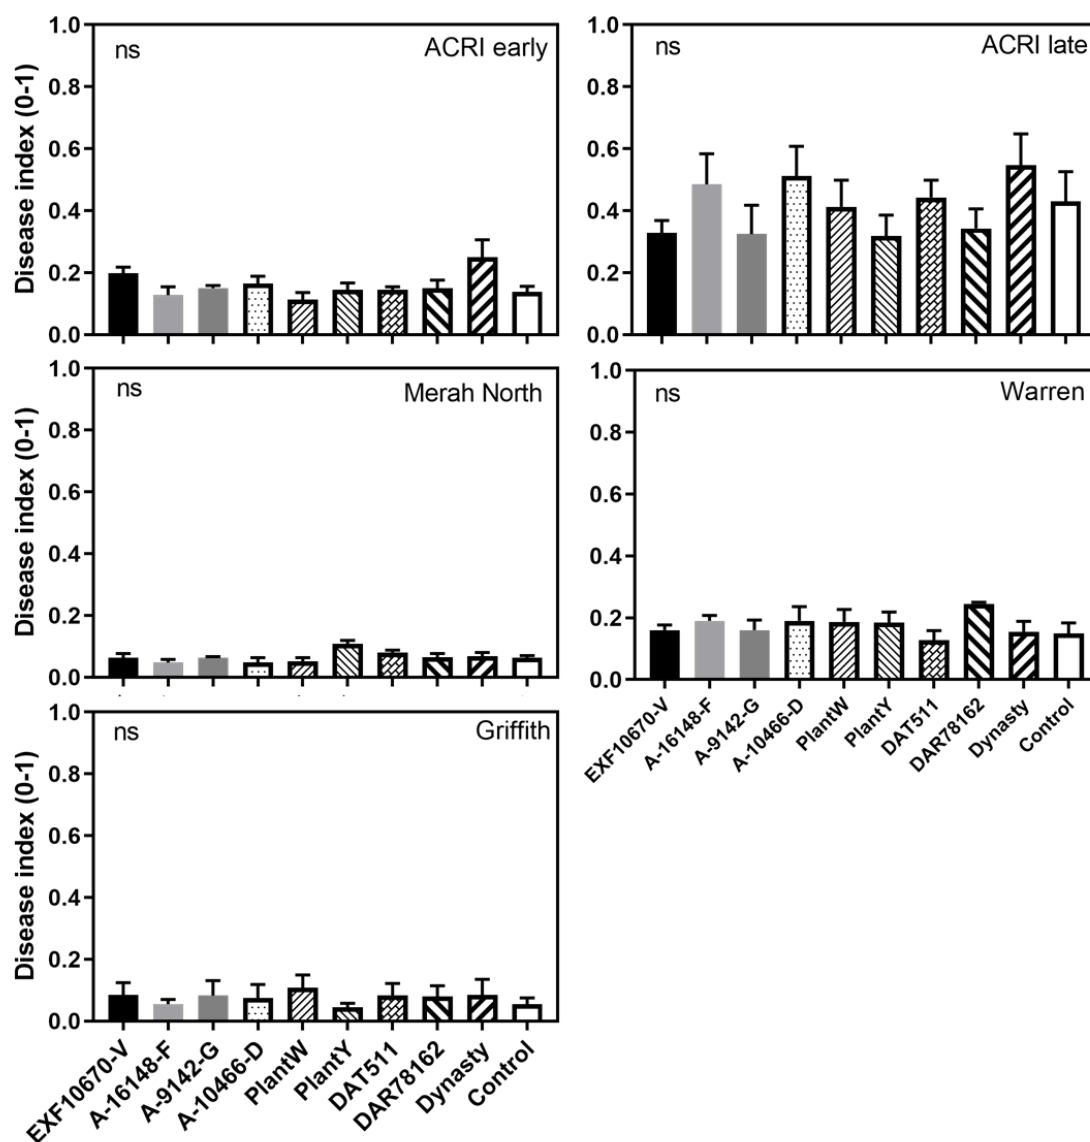 ns
ACRI early
Disease index (0-1)
1.0
0.8
0.6
0.4
0.2
0.0
ns
ACRI late
1.0
0.8
0.6
0.4
0.2
0.0
ns
Merah North
Disease index (0-1)
1.0
0.8
0.6
0.4
0.2
0.0
ns
Warren
1.0
0.8
0.6
0.4
0.2
0.0
EXF10670-V
A-16148-F
A-9142-G
A-10466-D
PlantW
PlantY
DAT511
DAR78162
Dynasty
Control
ns
Griffith
Disease index (0-1)
1.0
0.8
0.6
0.4
0.2
0.0
EXF10670-V
A-16148-F
A-9142-G
A-10466-D
PlantW
PlantY
DAT511
DAR78162
Dynasty
Control